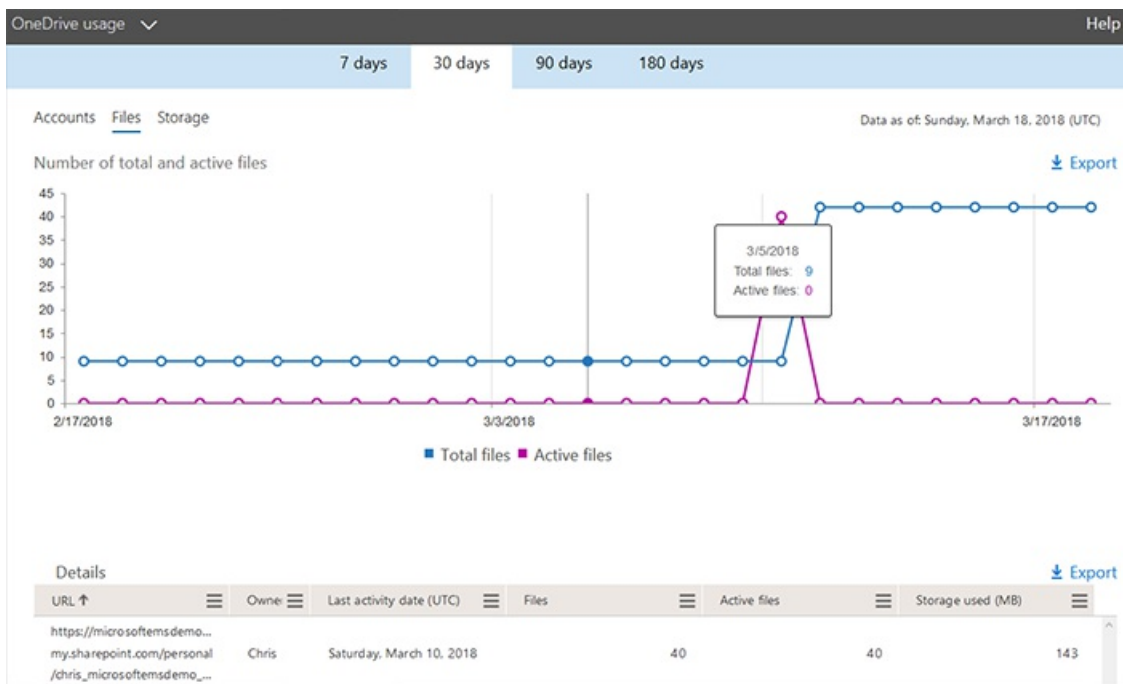 OneDrive usage Help
7 days 30 days 90 days 180 days
Accounts Files Storage Data as of: Sunday, March 18, 2018 (UTC)
Number of total and active files Export
45
40
35
30
25
20
15
10
5
0
3/5/2018
Total files: 9
Active files: 0
2/17/2018 3/3/2018 3/17/2018
Total files Active files
Details Export
URL Owne Last activity date (UTC) Files Active files Storage used (MB)
https://microsoftemsdemo...
my.sharepoint.com/personal Chris Saturday, March 10, 2018 40 40 143
/chris_microsoftemsdemo_...